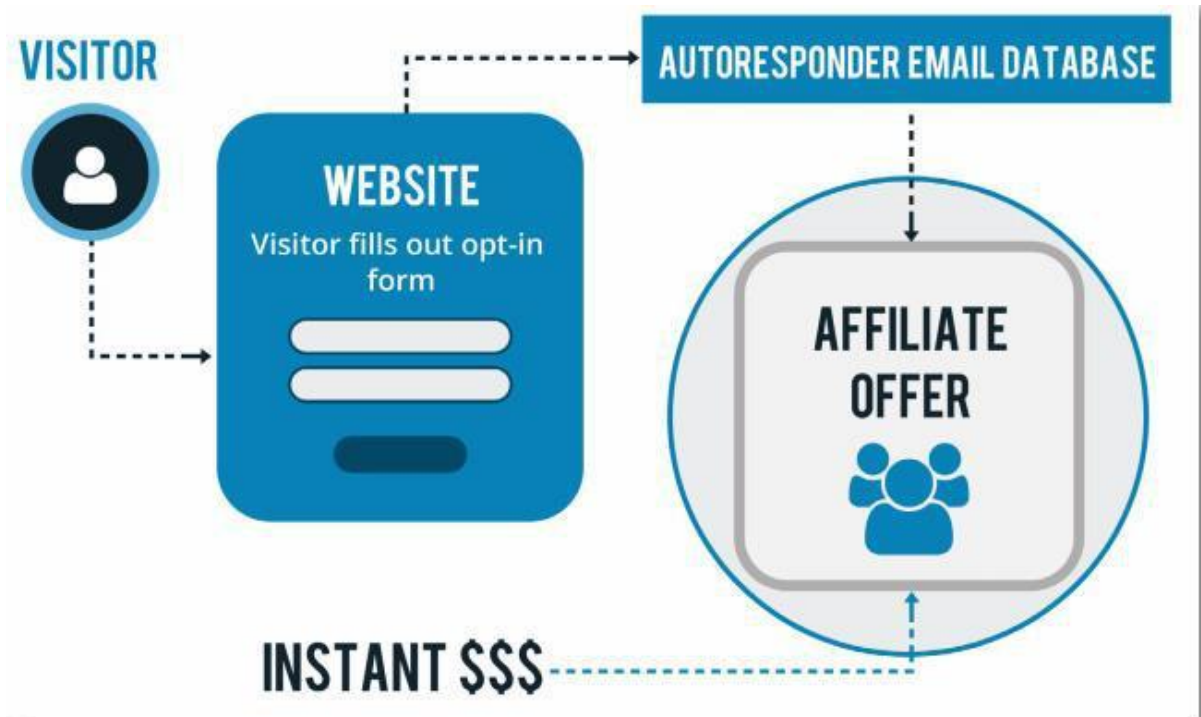 VISITOR
AUTORESPONDER EMAIL DATABASE
WEBSITE
Visitor fills out opt-in
form
AFFILIATE
OFFER
INSTANT $$$